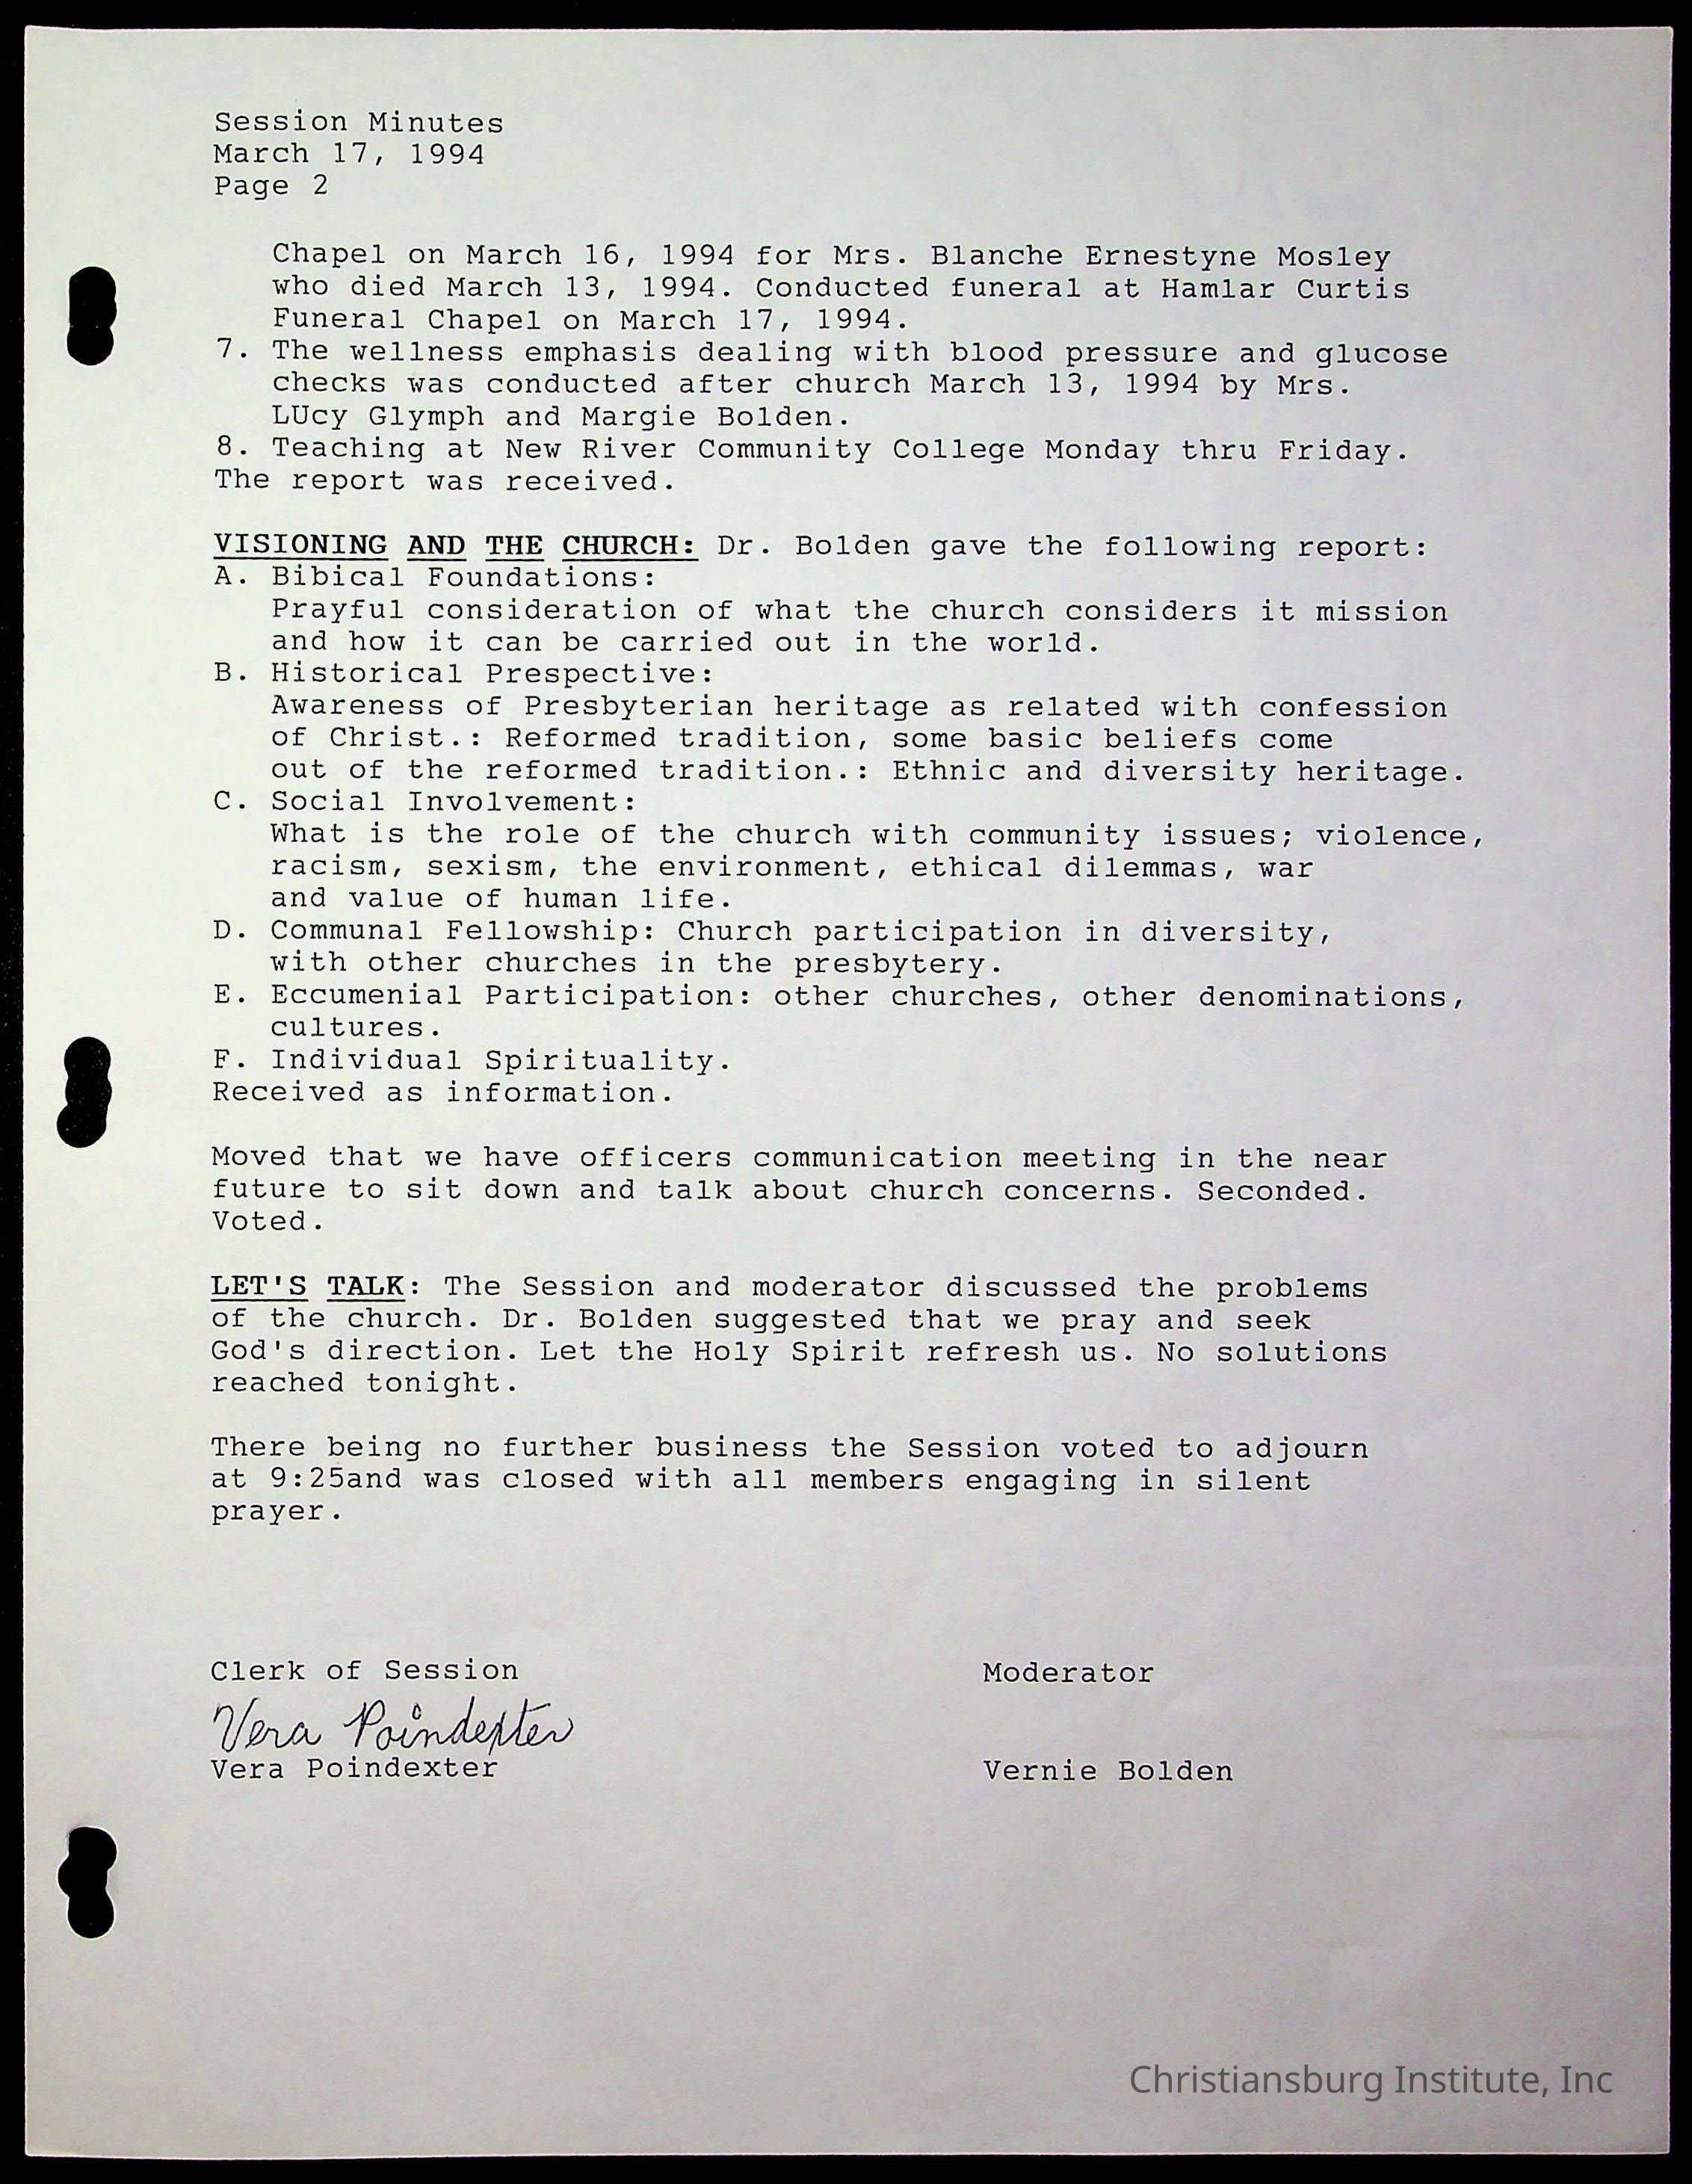 Session Minutes
March 17, 1994
Page 2
Chapel on March 16, 1994 for Mrs. Blanche Ernestyne Mosley
who died March 13, 1994. Conducted funeral at Hamlar Curtis
Funeral Chapel on March 17, 1994.
7. The wellness emphasis dealing with blood pressure and glucose
checks was conducted after church March 13, 1994 by Mrs.
LUcy Glymph and Margie Bolden.
8. Teaching at New River Community College Monday thru Friday.
The report was received.
VISIONING AND THE CHURCH: Dr. Bolden gave the following report:
A. Bibical Foundations:
Prayful consideration of what the church considers it mission
and how it can be carried out in the world.
B. Historical Prespective:
Awareness of Presbyterian heritage as related with confession
of Christ.: Reformed tradition, some basic beliefs come
out of the reformed tradition.: Ethnic and diversity heritage.
C. Social Involvement:
What is the role of the church with community issues; violence,
racism, sexism, the environment, ethical dilemmas, war
and value of human life.
D. Communal Fellowship: Church participation in diversity,
with other churches in the presbytery.
E. Eccumenial Participation: other churches, other denominations,
cultures.
F. Individual Spirituality.
Received as information.
Moved that we have officers communication meeting in the near
future to sit down and talk about church concerns. Seconded.
Voted.
LET'S TALK: The Session and moderator discussed the problems
of the church. Dr. Bolden suggested that we pray and seek
God's direction. Let the Holy Spirit refresh us. No solutions
reached tonight.
There being no further business the Session voted to adjourn
at 9:25and was closed with all members engaging in silent
prayer.
Clerk of Session Moderator
Vera Poindexter
Vera Poindexter Vernie Bolden
Christiansburg Institute, Inc